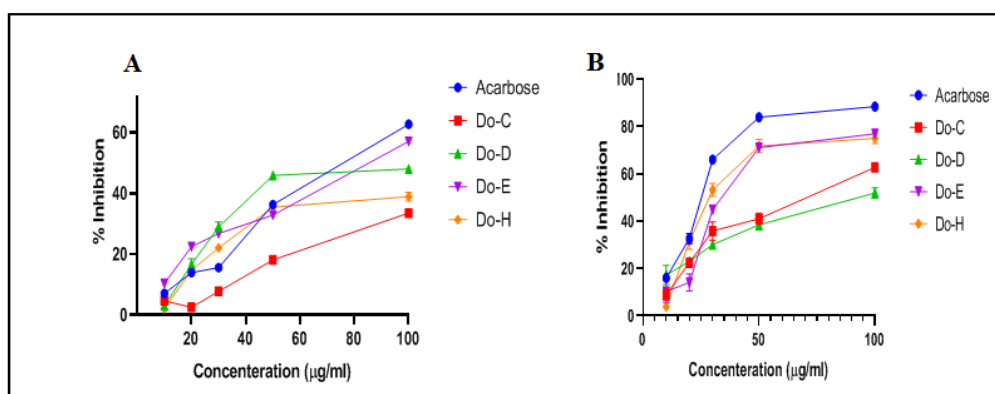 A
% Inhibition
60
40
20
0
20
40
60
80
100
Concenteration (μg/ml)
Acarbose
Do-C
Do-D
Do-E
Do-H
B
% Inhibition
100
80
60
40
20
0
0
50
100
Concenteration (μg/ml)
Acarbose
Do-C
Do-D
Do-E
Do-H